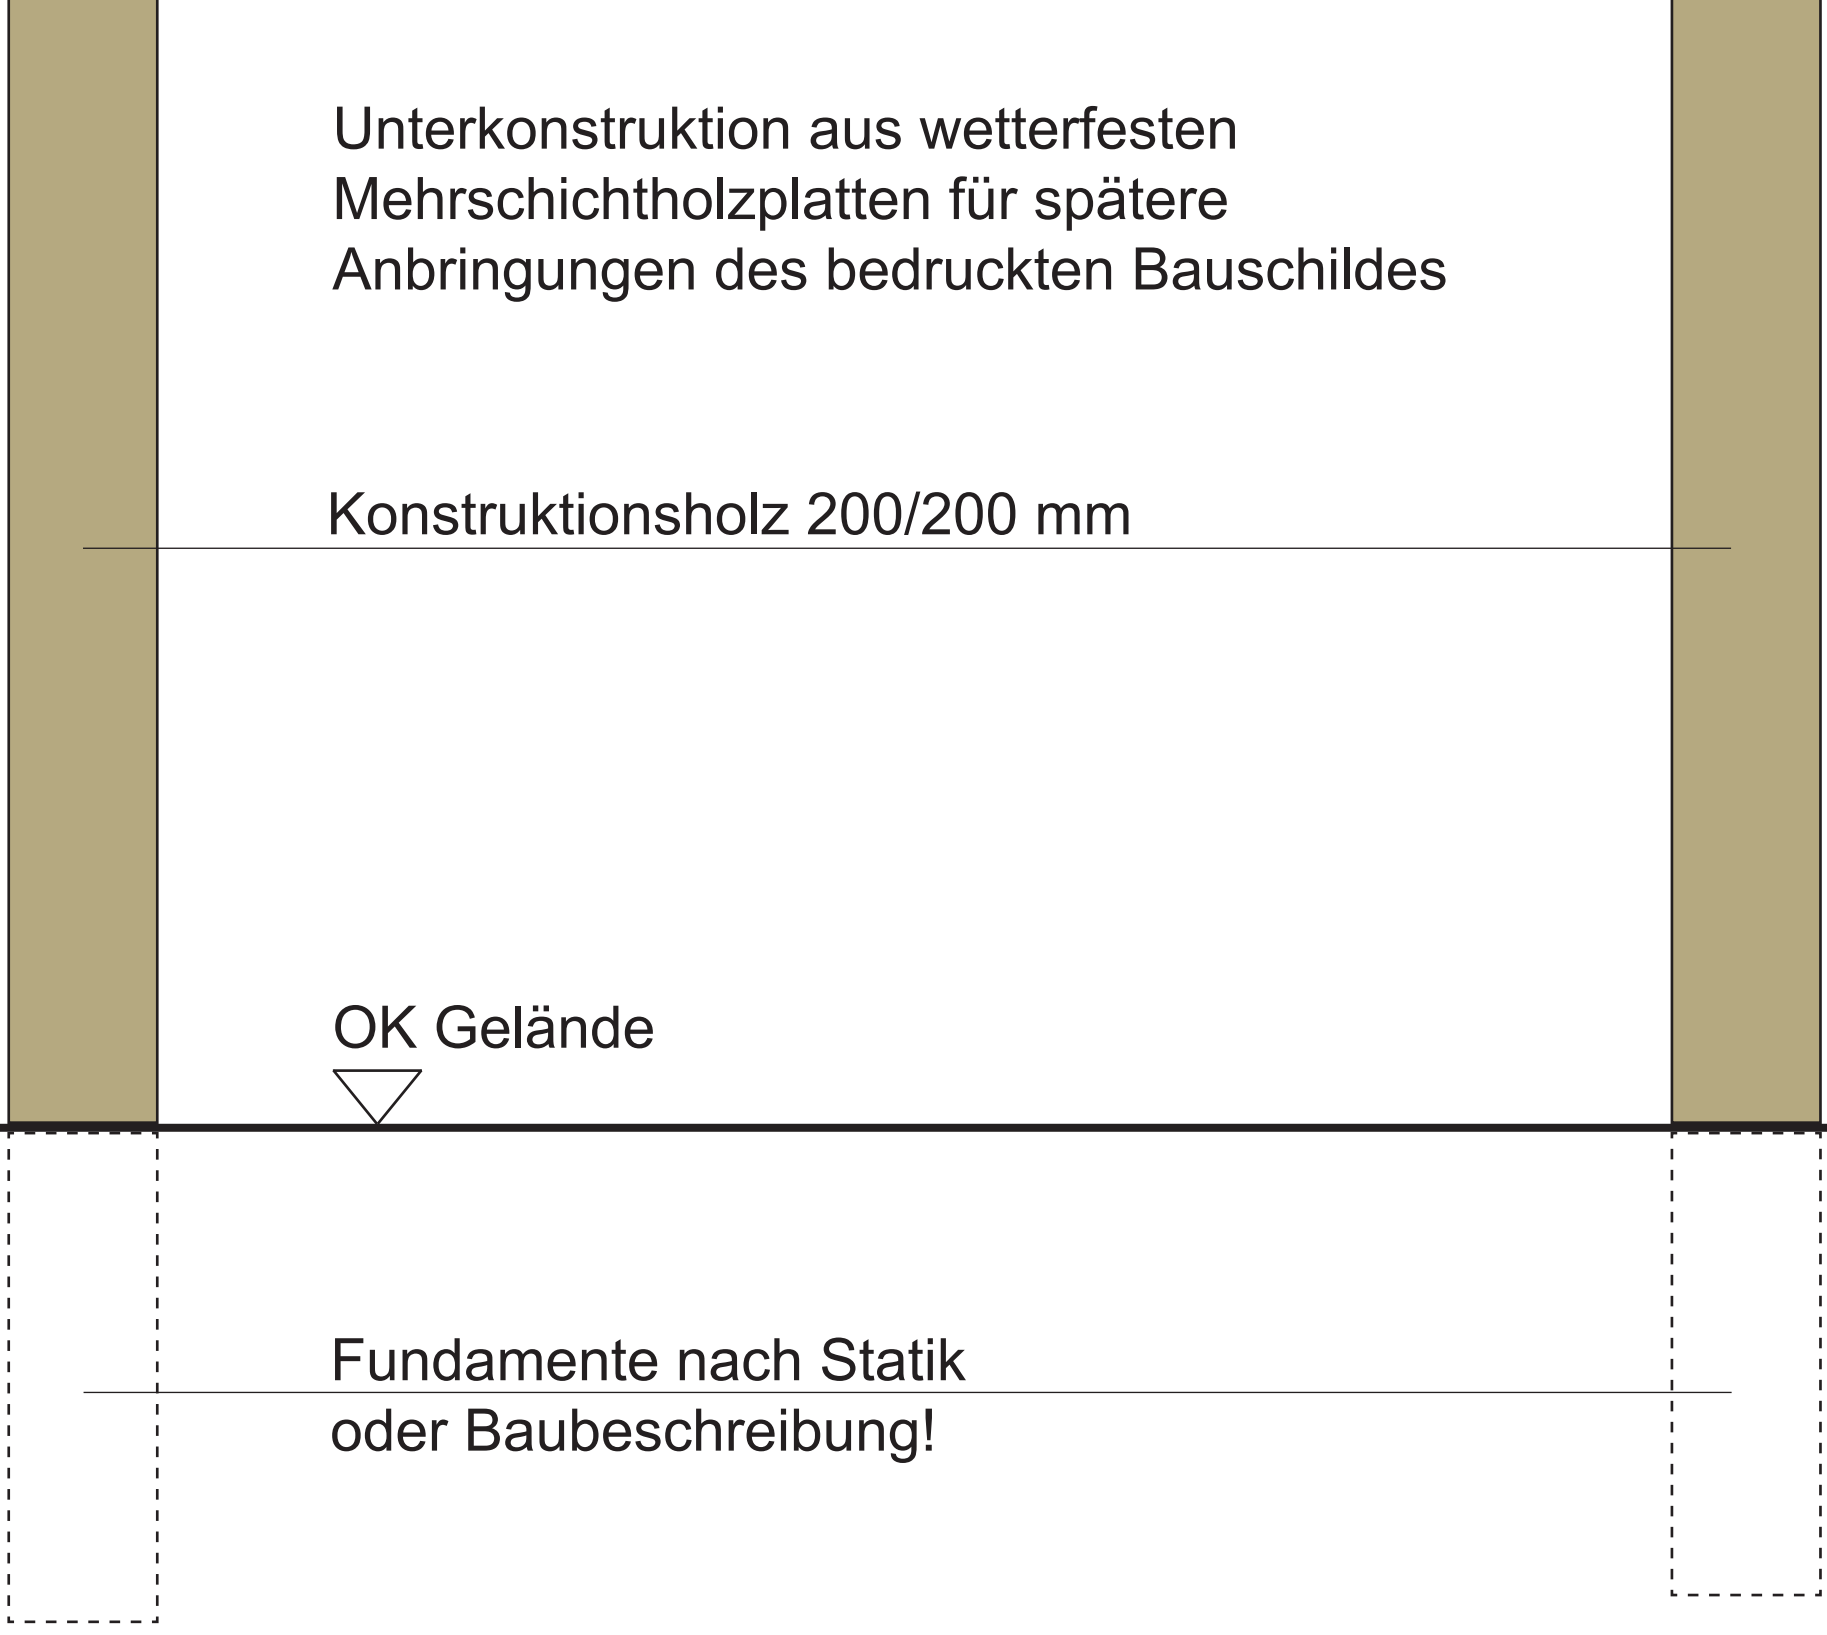 Unterkonstruktion aus wetterfesten
Mehrschichtholzplatten für spätere
Anbringungen des bedruckten Bauschildes
Konstruktionsholz 200/200 mm
OK Gelände
Fundamente nach Statik
oder Baubeschreibung!